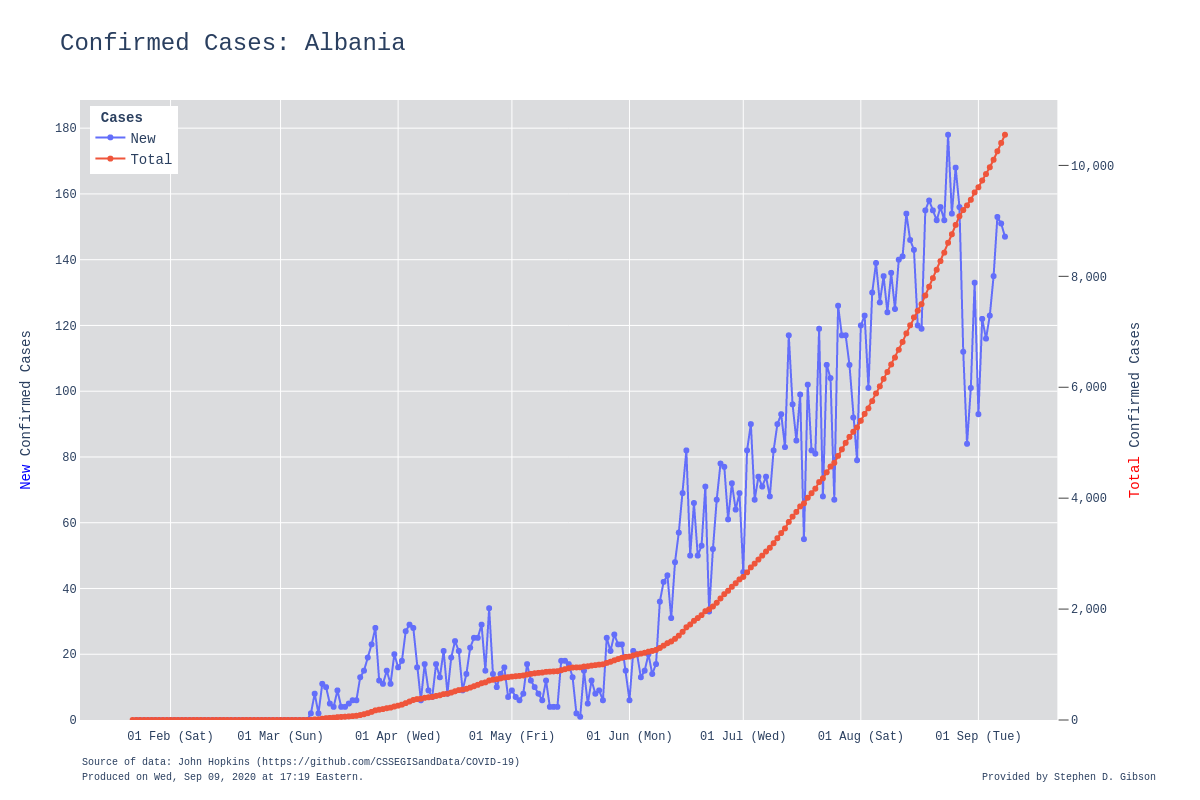 Confirmed Cases: Albania
Cases
New
Total
180
160
140
120
100
80
60
40
20
0
10,000
8,000
6,000
4,000
2,000
0
New Confirmed Cases
Total Confirmed Cases
01 Feb (Sat)
01 Mar (Sun)
01 Apr (Wed)
01 May (Fri)
01 Jun (Mon)
01 Jul (Wed)
01 Aug (Sat)
01 Sep (Tue)
Source of data: John Hopkins (https://github.com/CSSEGISandData/COVID-19)
Produced on Wed, Sep 09, 2020 at 17:19 Eastern.
Provided by Stephen D. Gibson